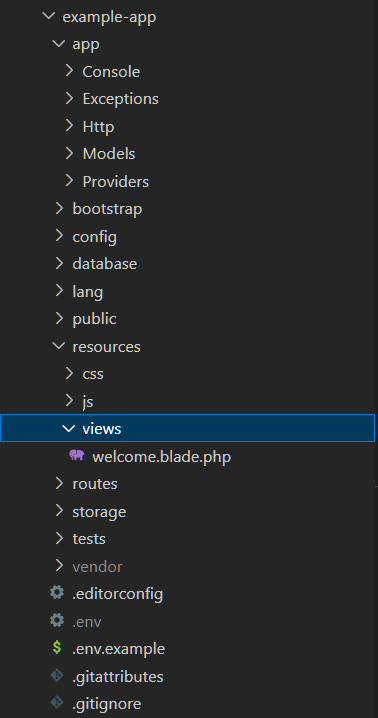 example-app
app
Console
Exceptions
Http
Models
Providers
bootstrap
config
database
lang
public
resources
css
js
views
welcome.blade.php
routes
storage
tests
vendor
.editorconfig
.env
$ .env.example
.gitattributes
.gitignore